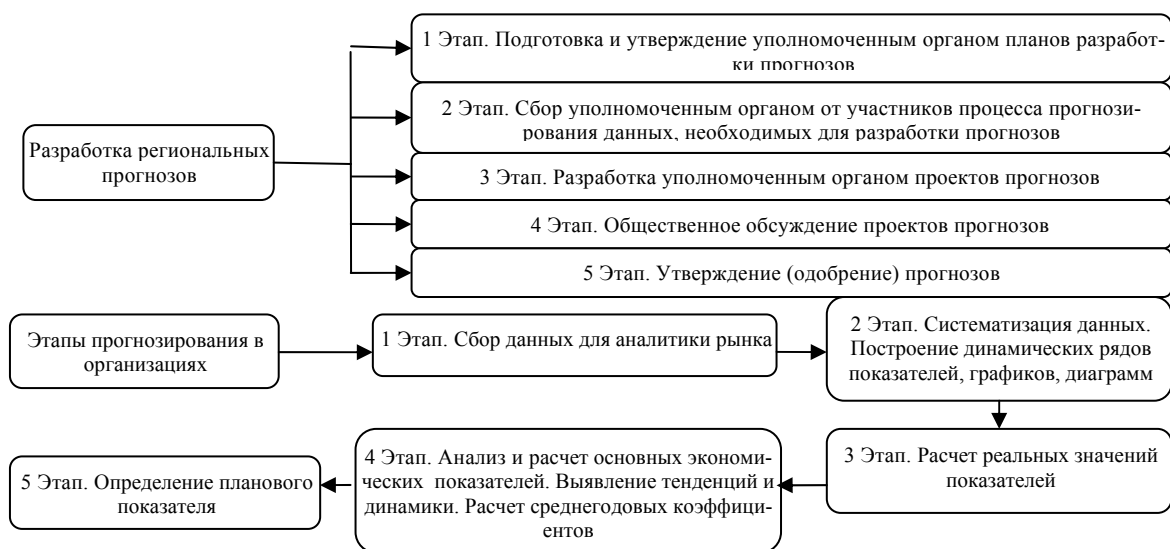 1 Этап. Подготовка и утверждение уполномоченным органом планов разработ-
ки прогнозов
2 Этап. Сбор уполномоченным органом от участников процесса прогнози-
рования данных, необходимых для разработки прогнозов
Разработка региональных
прогнозов
3 Этап. Разработка уполномоченным органом проектов прогнозов
4 Этап. Общественное обсуждение проектов прогнозов
5 Этап. Утверждение (одобрение) прогнозов
Этапы прогнозирования в
организациях
1 Этап. Сбор данных для аналитики рынка
2 Этап. Систематизация данных.
Построение динамических рядов
показателей, графиков, диаграмм
3 Этап. Расчет реальных значений
показателей
4 Этап. Анализ и расчет основных экономи-
ческих показателей. Выявление тенденций и
динамики. Расчет среднегодовых коэффици-
ентов
5 Этап. Определение планового
показателя